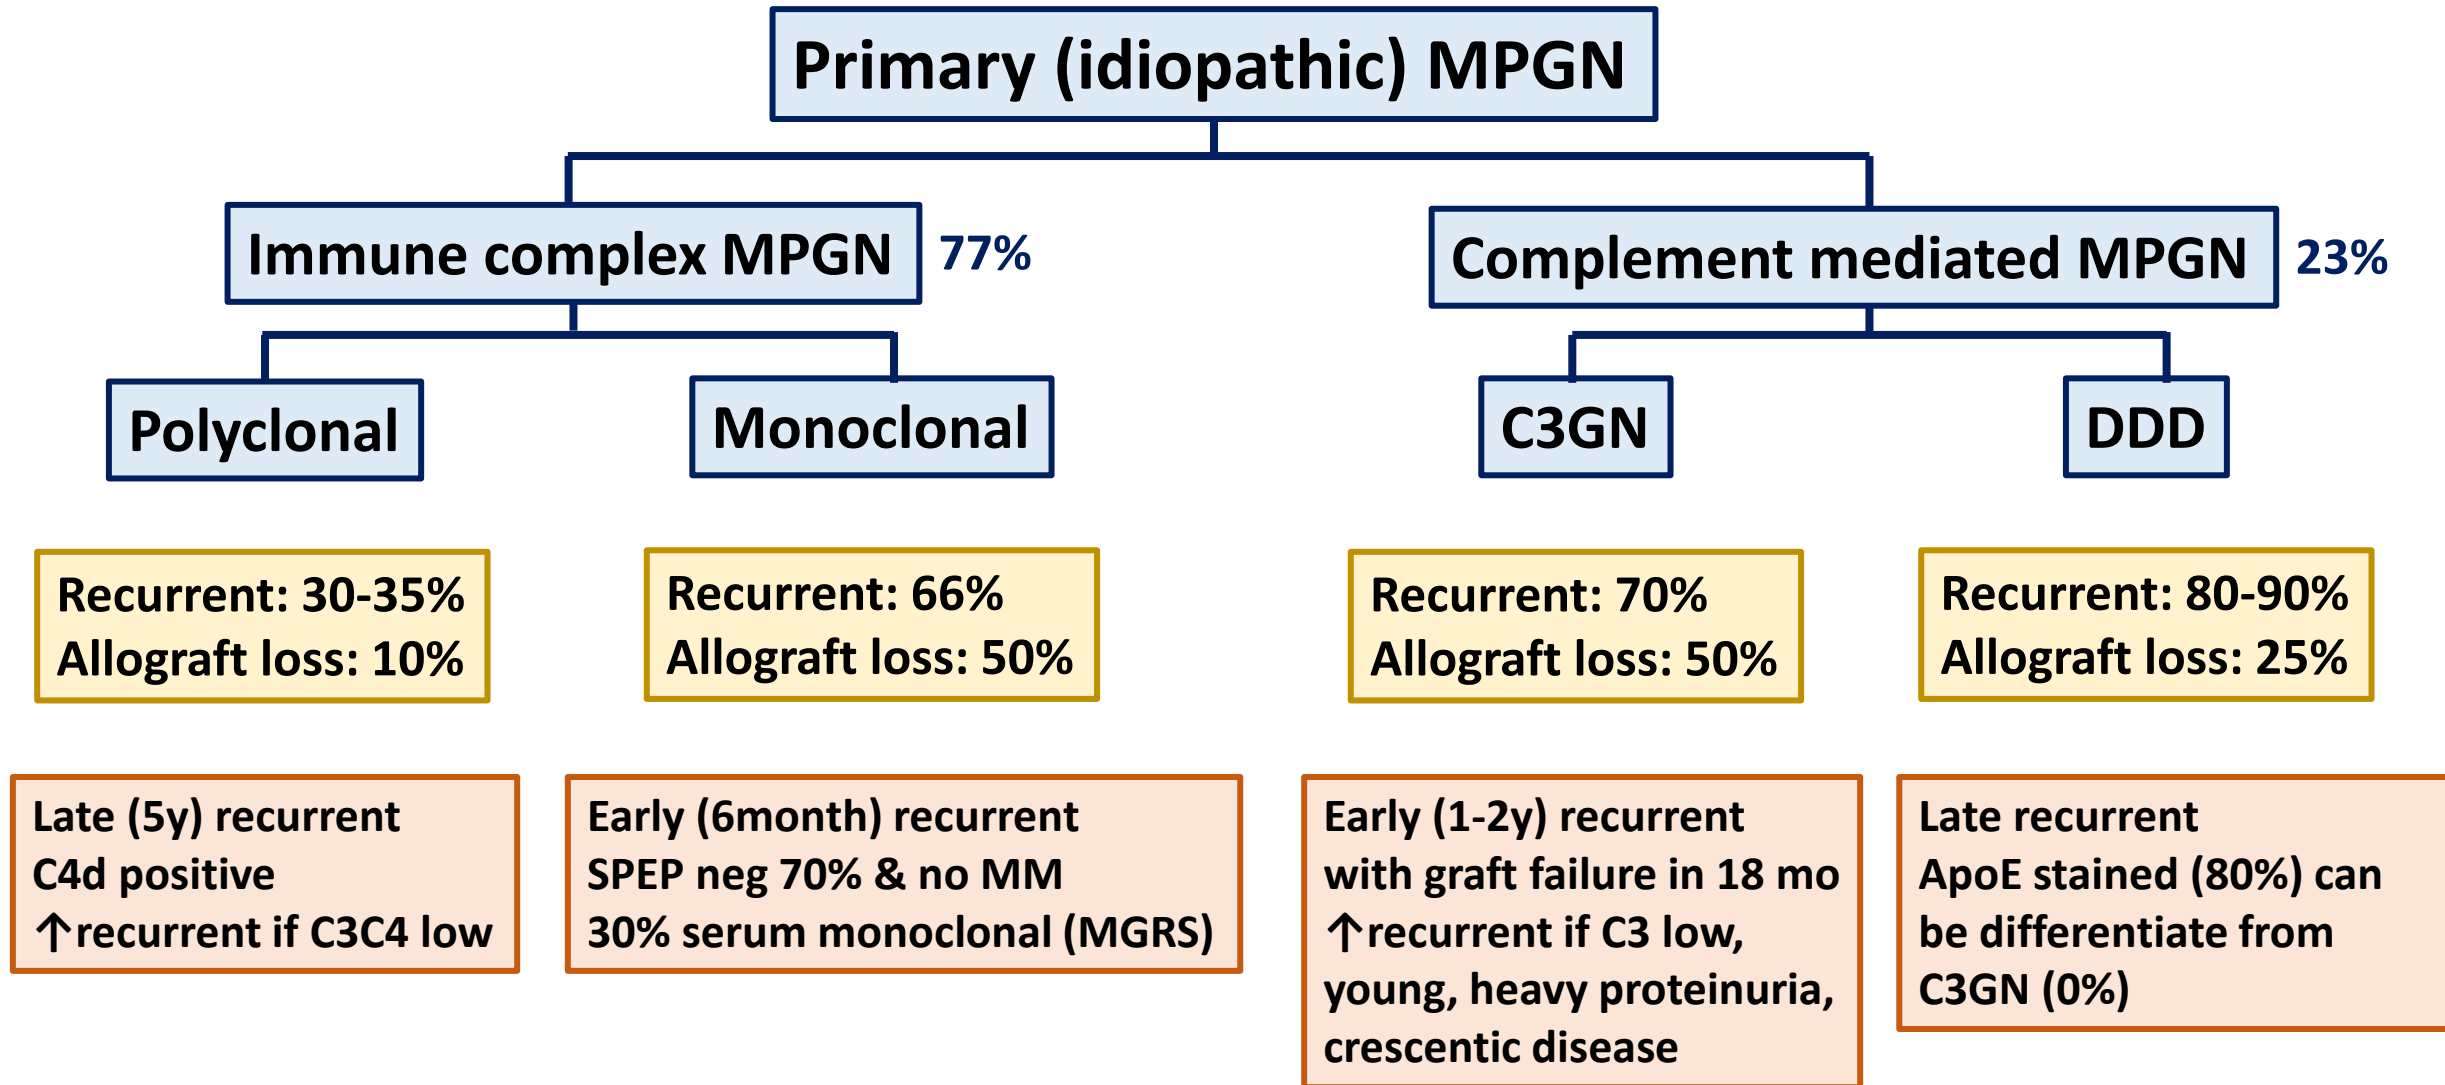 Primary (idiopathic) MPGN
Immune complex MPGN
77%
Complement mediated MPGN
23%
Polyclonal
Monoclonal
C3GN
DDD
Recurrent: 30-35%
Allograft loss: 10%
Recurrent: 66%
Allograft loss: 50%
Recurrent: 70%
Allograft loss: 50%
Recurrent: 80-90%
Allograft loss: 25%
Late (5y) recurrent
C4d positive
↑recurrent if C3C4 low
Early (6month) recurrent
SPEP neg 70% & no MM
30% serum monoclonal (MGRS)
Early (1-2y) recurrent
with graft failure in 18 mo
↑recurrent if C3 low,
young, heavy proteinuria,
crescentic disease
Late recurrent
ApoE stained (80%) can
be differentiate from
C3GN (0%)